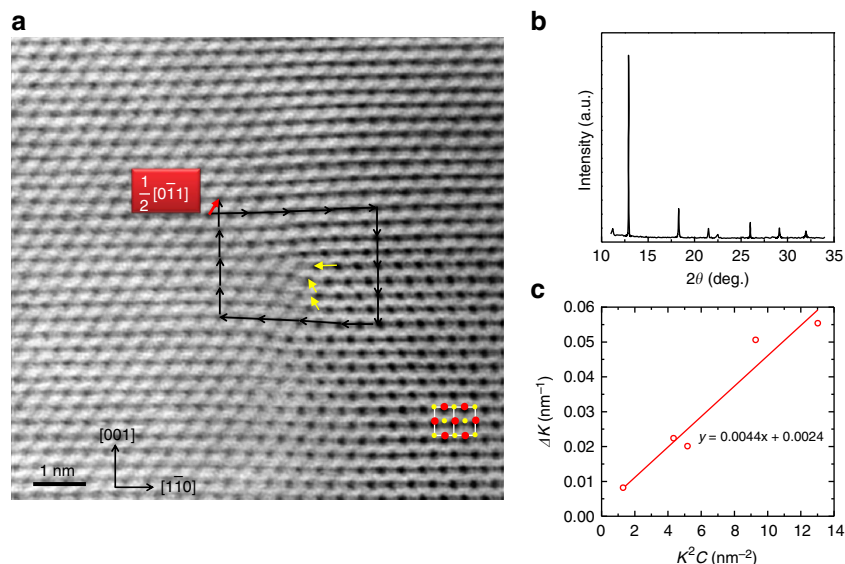 a
1/2 [01̅1]
[001]
1 nm
[11̅0]
b
Intensity (a.u.)
10 15 20 25 30 35
2θ (deg.)
c
0.06
0.05
0.04
0.03
0.02
0.01
0.00
ΔK (nm⁻¹)
y = 0.0044x + 0.0024
0 2 4 6 8 10 12 14
K²C (nm⁻²)